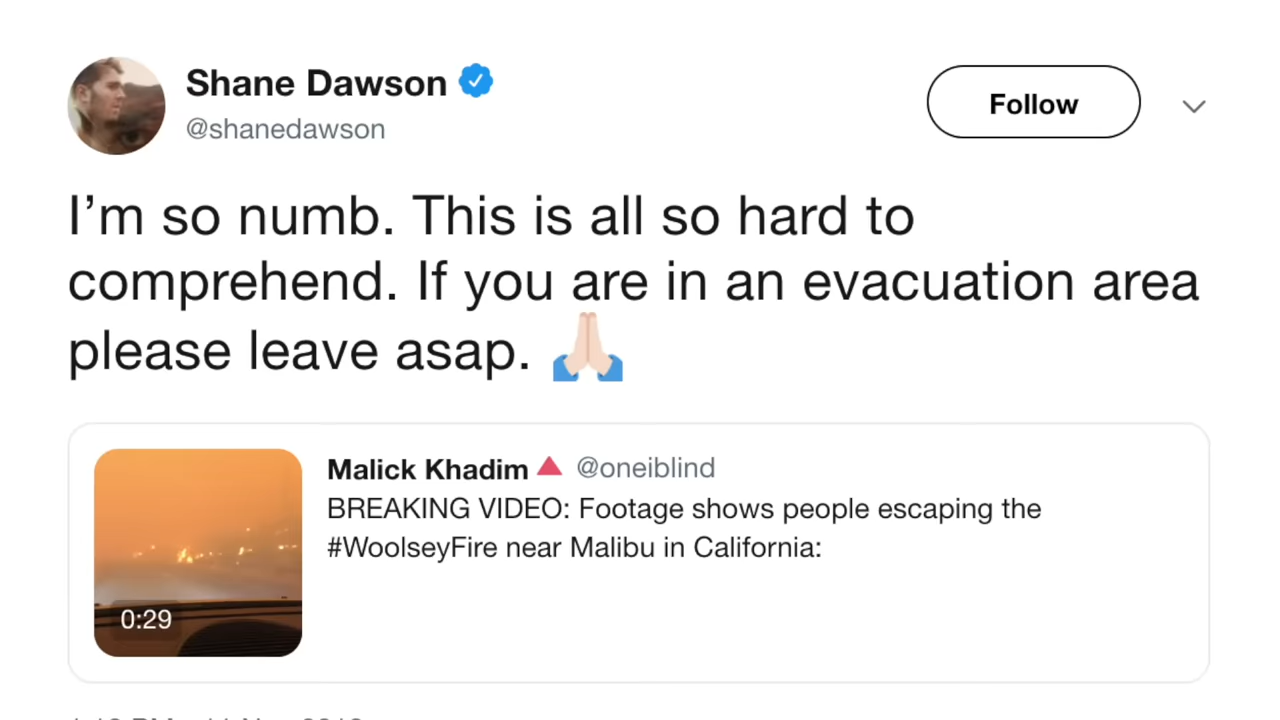 Shane Dawson
@shanedawson
Follow
I’m so numb. This is all so hard to
comprehend. If you are in an evacuation area
please leave asap. 🙏🏻
Malick Khadim 🔺 @oneiblind
BREAKING VIDEO: Footage shows people escaping the
#WoolseyFire near Malibu in California:
0:29